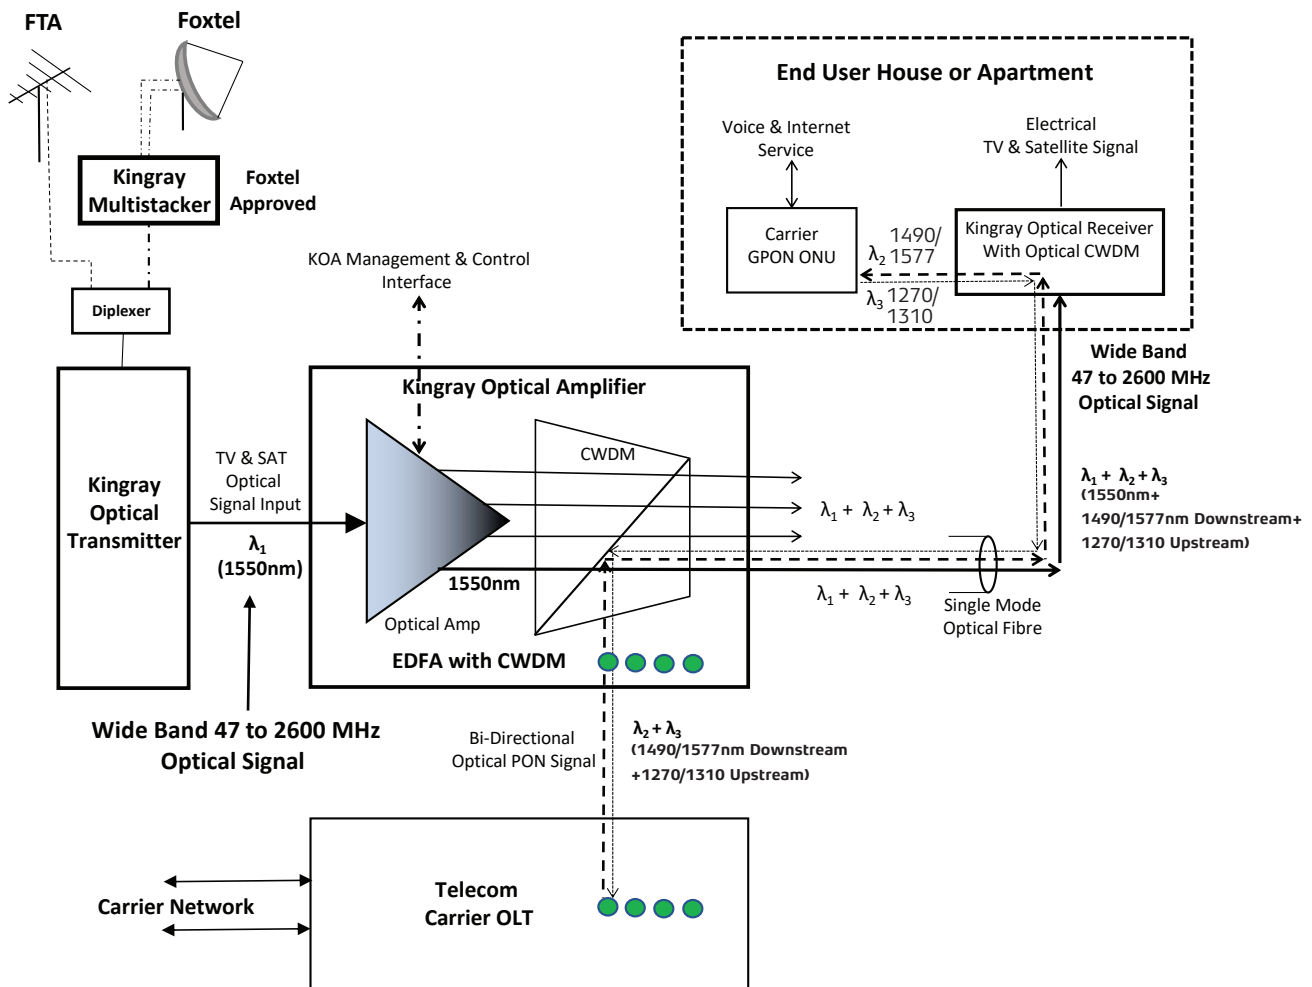 FTA
Foxtel
Kingray
Multistacker
Foxtel
Approved
Diplexer
KOA Management & Control
Interface
End User House or Apartment
Voice & Internet
Service
Electrical
TV & Satellite Signal
Carrier
GPON ONU
λ2 1490/
1577
λ3 1270/
1310
Kingray Optical Receiver
With Optical CWDM
Wide Band
47 to 2600 MHz
Optical Signal
Kingray
Optical
Transmitter
TV & SAT
Optical
Signal Input
λ1
(1550nm)
Kingray Optical Amplifier
CWDM
1550nm
Optical Amp
EDFA with CWDM
λ1 + λ2 + λ3
λ1 + λ2 + λ3
Single Mode
Optical Fibre
λ1 + λ2 + λ3
(1550nm+
1490/1577nm Downstream+
1270/1310 Upstream)
Wide Band 47 to 2600 MHz
Optical Signal
Bi-Directional
Optical PON Signal
λ2 + λ3
(1490/1577nm Downstream
+1270/1310 Upstream)
Carrier Network
Telecom
Carrier OLT